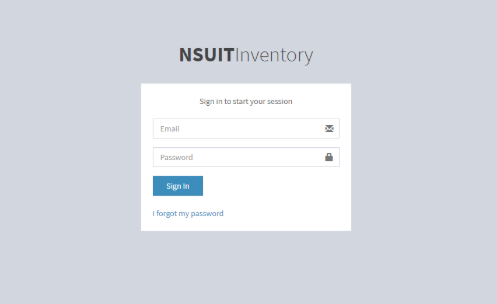 NSUITInventory
Sign in to start your session
Email
Password
Sign In
I forgot my password